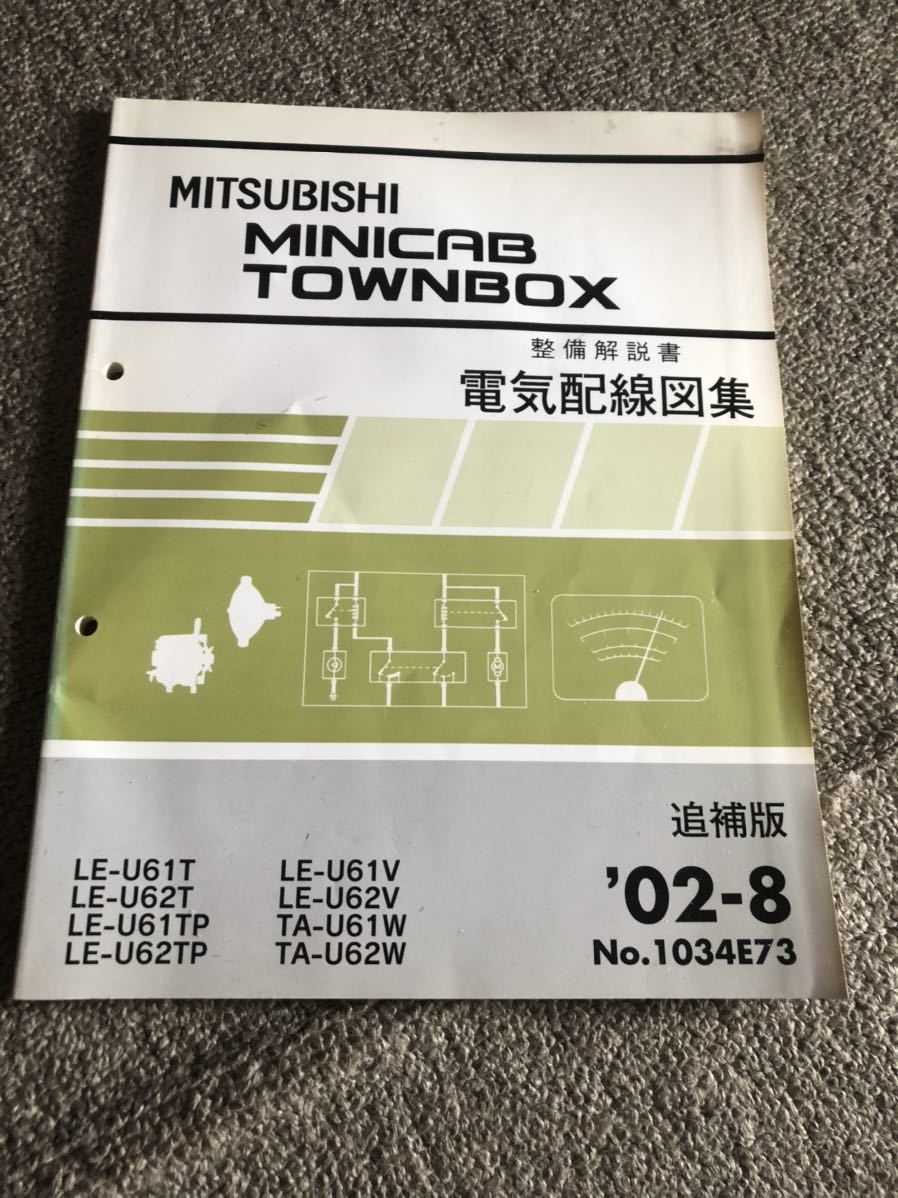 MITSUBISHI
MINICAB
TOWNBOX
整備解説書
電気配線図集
追補版
LE-U61T LE-U61V
LE-U62T LE-U62V
LE-U61TP TA-U61W
LE-U62TP TA-U62W
'02-8
No.1034E73
M